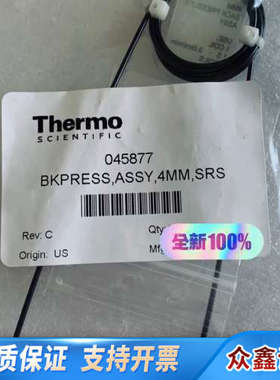 Thermo
SCIENTIFIC
045877
BKPRESS,ASSY,4MM,SRS
Rev: C
Qty:
Origin: US
Mfg
全新100%
质保证 支持开票
众鑫